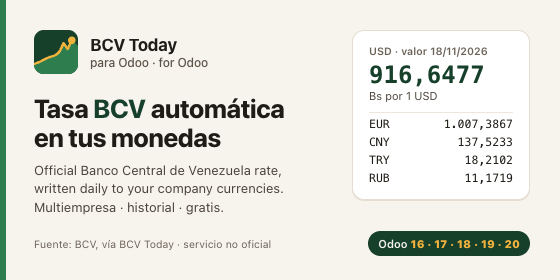 BCV Today
para Odoo · for Odoo
Tasa BCV automática
en tus monedas
Official Banco Central de Venezuela rate,
written daily to your company currencies.
Multiempresa · historial · gratis.
Fuente: BCV, vía BCV Today · servicio no oficial
USD · valor 18/11/2026
916,6477
Bs por 1 USD
EUR 1.007,3867
CNY 137,5233
TRY 18,2102
RUB 11,1719
Odoo 16 · 17 · 18 · 19 · 20